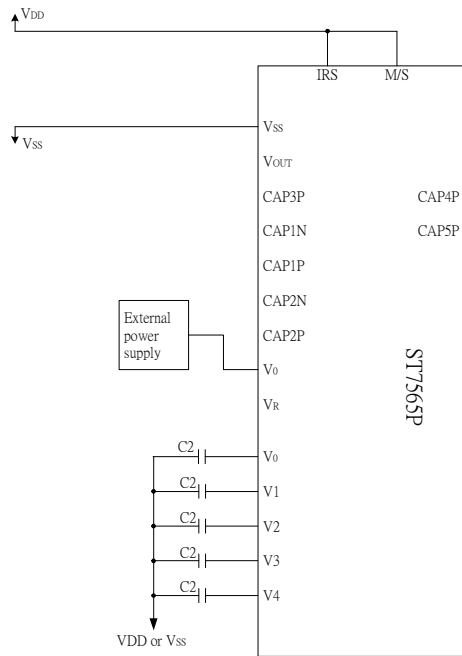 VDD
IRS M/S
VSS
VSS
VOUT
CAP3P CAP4P
CAP1N CAP5P
CAP1P
CAP2N
External
power
supply
CAP2P
V0
VR
ST7565P
C2 V0
C2 V1
C2 V2
C2 V3
C2 V4
VDD or VSS